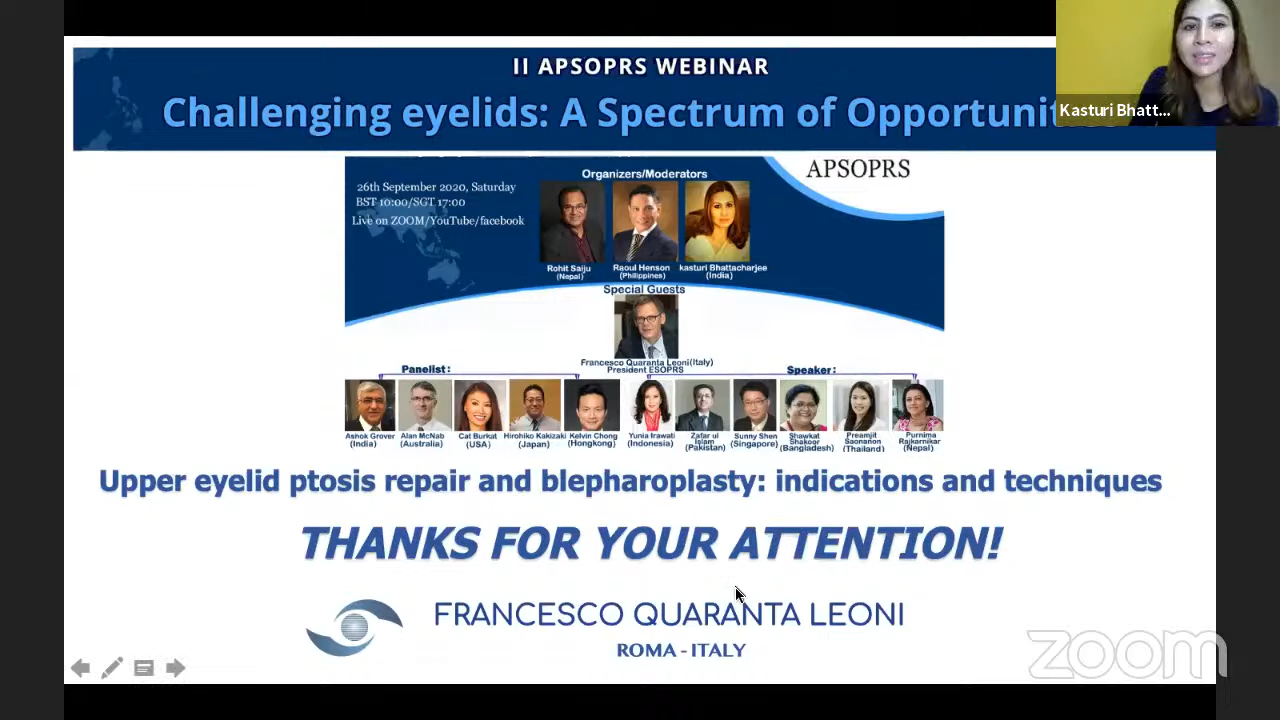 II APSOPRS WEBINAR
Challenging eyelids: A Spectrum of
Kasturi Bhatt...
APSOPRS
26th September 2020, Saturday
BST 10:00/SGT 17:00
Live on ZOOM/YouTube/facebook
Organizers/Moderators
Rohit Saiju
(Nepal)
Raoul Henson
(Philippines)
kasturi Bhattacharjee
(India)
Special Guests
Francesco Quaranta Leoni(Italy)
President ESOPRS
Panelist:
Speaker:
Ashok Grover
(India)
Alan McNab
(Australia)
Cat Burkat
(USA)
Hirohiko Kakizaki
(Japan)
Kelvin Chong
(Hongkong)
Yunia Irawati
(Indonesia)
Zafar ul
Islam
(Pakistan)
Sunny Shen
(Singapore)
Shawkat
Shakoor
(Bangladesh)
Preamjit
Saonanon
(Thailand)
Purnima
Rajkarnikar
(Nepal)
Upper eyelid ptosis repair and blepharoplasty: indications and techniques
THANKS FOR YOUR ATTENTION!
FRANCESCO QUARANTA LEONI
ROMA - ITALY
zoom